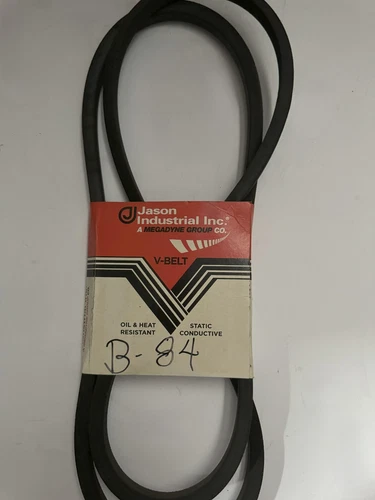 Jason
Industrial Inc.
A MEGADYNE GROUP CO.
V-BELT
OIL & HEAT
RESISTANT
STATIC
CONDUCTIVE
B-84